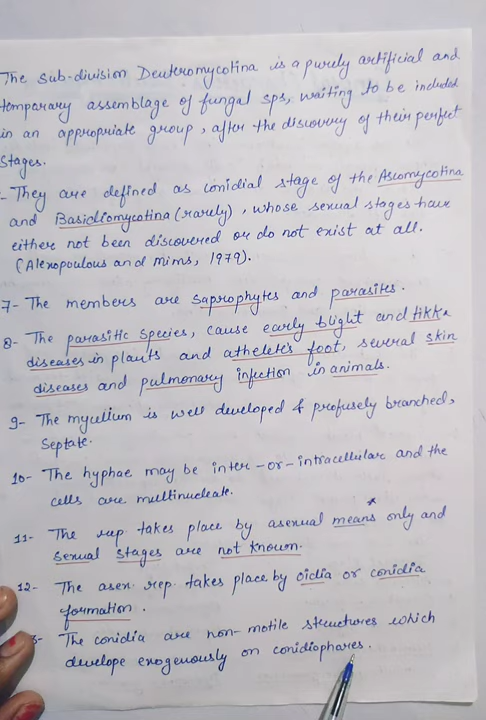 The sub-division Deuteromycotina is a purely artificial and
temporary assemblage of fungal sps, waiting to be included
in an appropriate group, after the discovery of their perfect
stages.
- They are defined as conidial stage of the Ascomycotina
and Basidiomycotina (rarely), whose sexual stages have
either not been discovered or do not exist at all.
(Alexopoulous and mims, 1979).
7- The members are saprophytes and parasites.
8- The parasitic species, cause early blight and tikka
diseases in plants and athelete's foot, several skin
diseases and pulmonary infection in animals.
9- The mycelium is well developed & profusely branched,
septate.
10- The hyphae may be inter-or-intracellular and the
cells are multinucleate.
11- The rep. takes place by asexual means only and
sexual stages are not known.
12- The asex. rep. takes place by oidia or conidia
formation.
3- The conidia are non-motile structures which
develope exogenously on conidiophares.